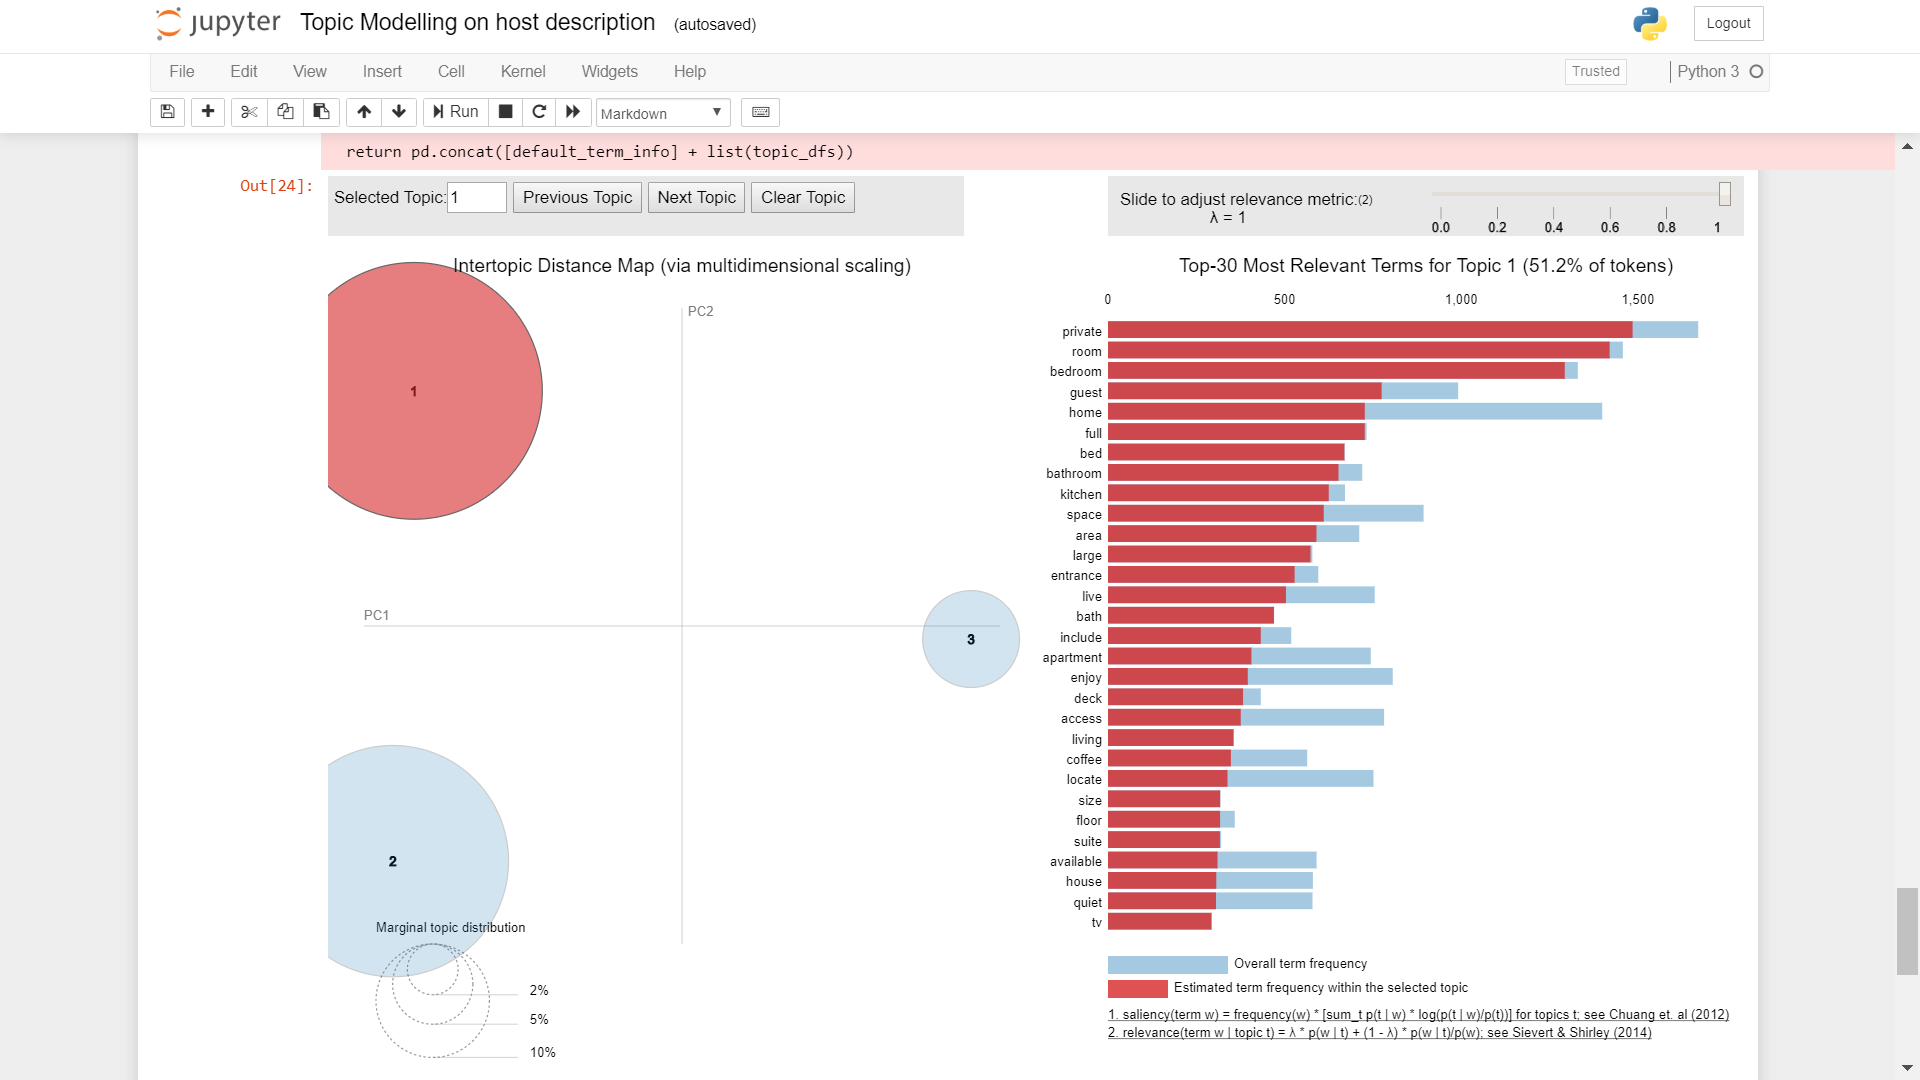 jupyter Topic Modelling on host description (autosaved) Logout
File Edit View Insert Cell Kernel Widgets Help Trusted Python 3
Run Markdown
return pd.concat([default_term_info] + list(topic_dfs))
Out[24]:
Selected Topic: 1 Previous Topic Next Topic Clear Topic
Slide to adjust relevance metric:(2)
λ = 1
0.0 0.2 0.4 0.6 0.8 1
Intertopic Distance Map (via multidimensional scaling)
PC2
1
PC1
3
2
Marginal topic distribution
2%
5%
10%
Top-30 Most Relevant Terms for Topic 1 (51.2% of tokens)
0 500 1,000 1,500
private
room
bedroom
guest
home
full
bed
bathroom
kitchen
space
area
large
entrance
live
bath
include
apartment
enjoy
deck
access
living
coffee
locate
size
floor
suite
available
house
quiet
tv
Overall term frequency
Estimated term frequency within the selected topic
1. saliency(term w) = frequency(w) * [sum_t p(t | w) * log(p(t | w)/p(t))] for topics t; see Chuang et. al (2012)
2. relevance(term w | topic t) = λ * p(w | t) + (1 - λ) * p(w | t)/p(w); see Sievert & Shirley (2014)